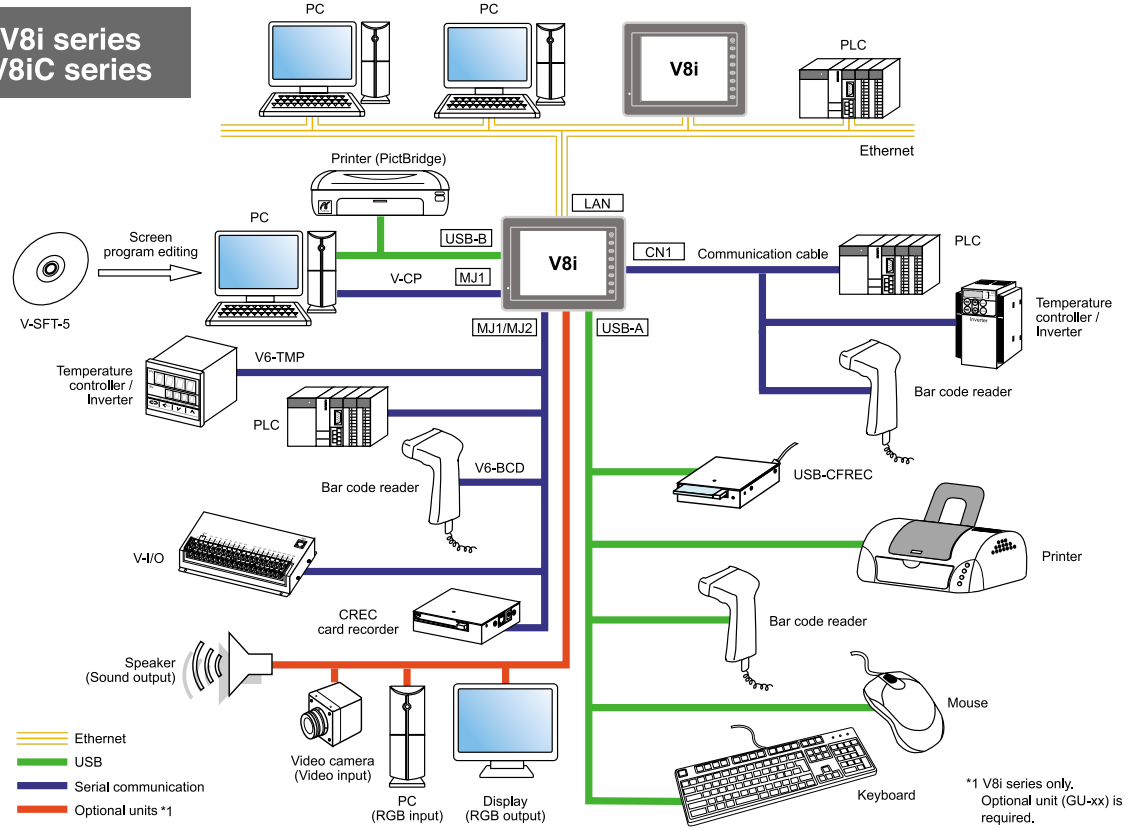 V8i series
V8iC series
PC
PC
V8i
PLC
Ethernet
Printer (PictBridge)
LAN
PC
USB-B
Screen
program editing
V-SFT-5
V-CP
MJ1
V8i
CN1
Communication cable
PLC
MJ1/MJ2
USB-A
Inverter
Temperature
controller /
Inverter
V6-TMP
Temperature
controller /
Inverter
PLC
Bar code reader
V6-BCD
Bar code reader
USB-CFREC
V-I/O
Printer
CREC
card recorder
Bar code reader
Speaker
(Sound output)
Mouse
Video camera
(Video input)
PC
(RGB input)
Display
(RGB output)
Keyboard
Ethernet
USB
Serial communication
Optional units *1
*1 V8i series only.
Optional unit (GU-xx) is
required.